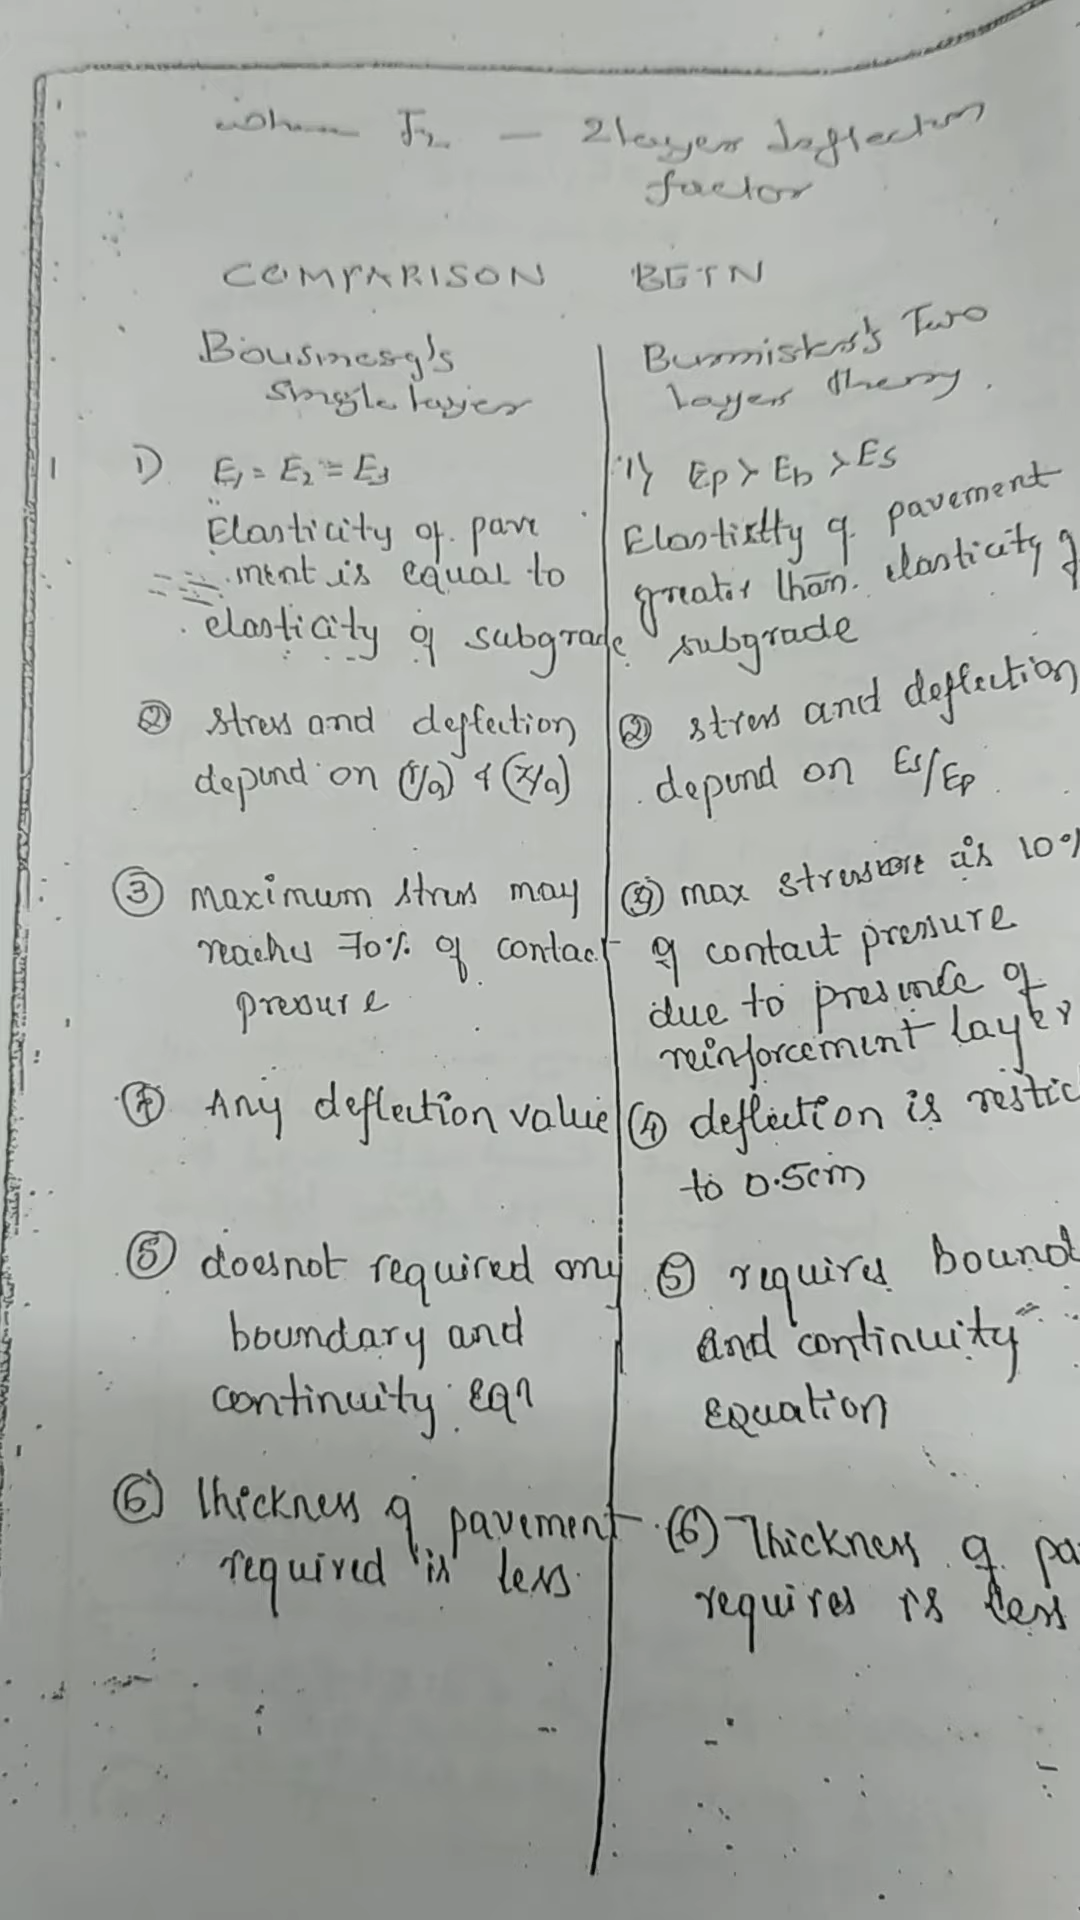 where F2 - 2 layer deflection
factor
COMPARISON BETN
Bousinesq's
Single layer
1) E1 = E2 = E3
Elasticity of pave
ment is equal to
elasticity of subgrade
② stress and deflection
depend on (r/a) & (z/a)
③ maximum stress may
reaches 70% of contact
presure
④ Any deflection value
⑤ doesnot required any
boundary and
continuity eqn
⑥ thickness of pavement
required is less.
Burmister's Two
layer theory.
1) Ep > Eb > Es
Elasticity of pavement
greater than. elasticity of
subgrade
② stress and deflection
depend on Es/Ep
③ max stress is 10%
of contact pressure
due to presence of
reinforcement layer
④ deflection is restic
to 0.5cm
⑤ requires bound
and continuity
Equation
(6) Thickness of pa
requires is less